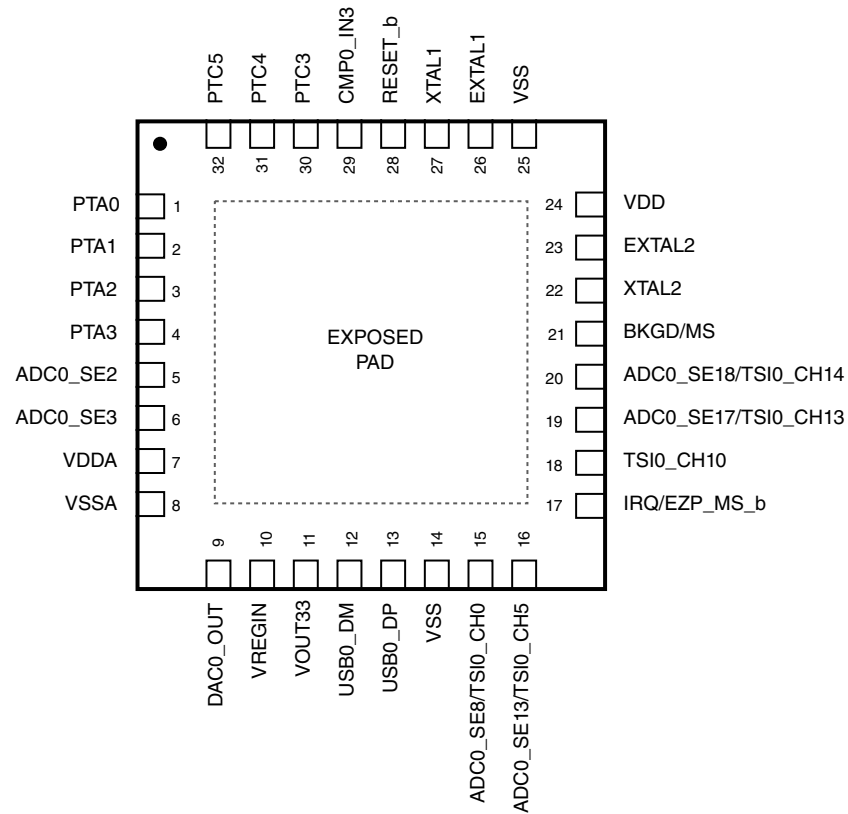 PTC5
PTC4
PTC3
CMP0_IN3
RESET_b
XTAL1
EXTAL1
VSS
32
31
30
29
28
27
26
25
PTA0 1
PTA1 2
PTA2 3
PTA3 4
ADC0_SE2 5
ADC0_SE3 6
VDDA 7
VSSA 8
EXPOSED
PAD
24 VDD
23 EXTAL2
22 XTAL2
21 BKGD/MS
20 ADC0_SE18/TSI0_CH14
19 ADC0_SE17/TSI0_CH13
18 TSI0_CH10
17 IRQ/EZP_MS_b
9
10
11
12
13
14
15
16
DAC0_OUT
VREGIN
VOUT33
USB0_DM
USB0_DP
VSS
ADC0_SE8/TSI0_CH0
ADC0_SE13/TSI0_CH5